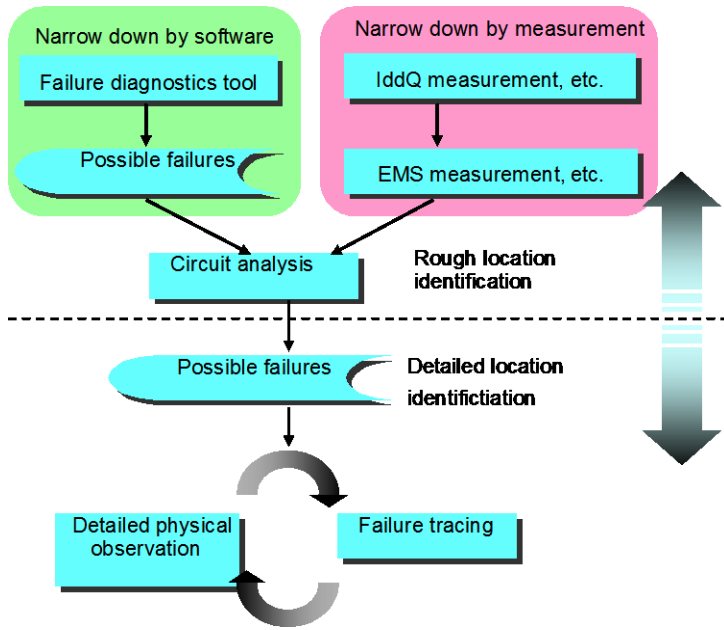 Narrow down by software
Failure diagnostics tool
Possible failures
Narrow down by measurement
IddQ measurement, etc.
EMS measurement, etc.
Circuit analysis
Rough location
identification
Possible failures
Detailed location
identifictiation
Detailed physical
observation
Failure tracing